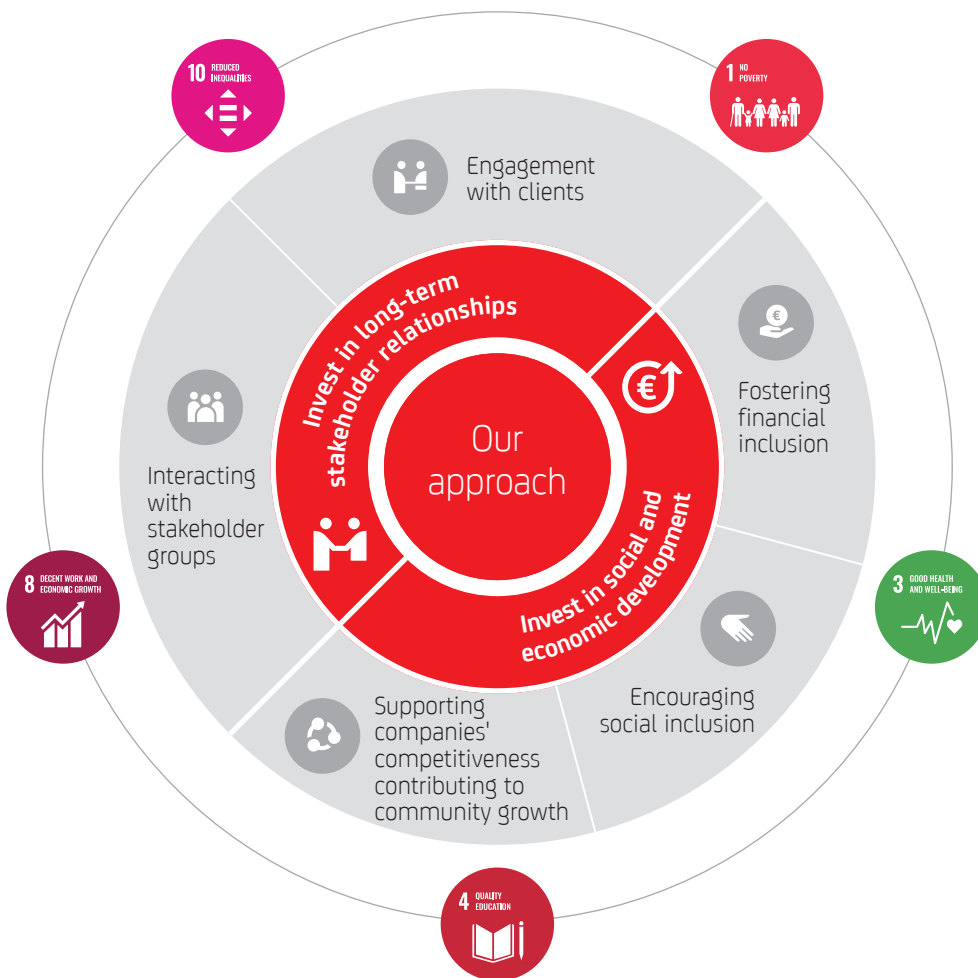 10 REDUCED
INEQUALITIES
1 NO
POVERTY
Engagement
with clients
Invest in long-term
stakeholder relationships
€
€
Fostering
financial
inclusion
Our
approach
Interacting
with
stakeholder
groups
Invest in social and
economic development
8 DECENT WORK AND
ECONOMIC GROWTH
3 GOOD HEALTH
AND WELL-BEING
Encouraging
social inclusion
Supporting
companies'
competitiveness
contributing to
community growth
4 QUALITY
EDUCATION